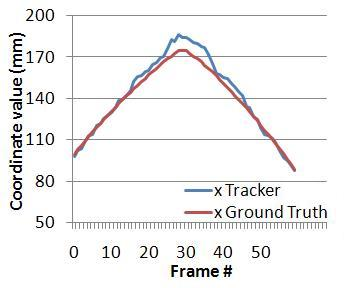 Coordinate value (mm)
200
170
140
110
80
50
x Tracker
x Ground Truth
0 10 20 30 40 50
Frame #